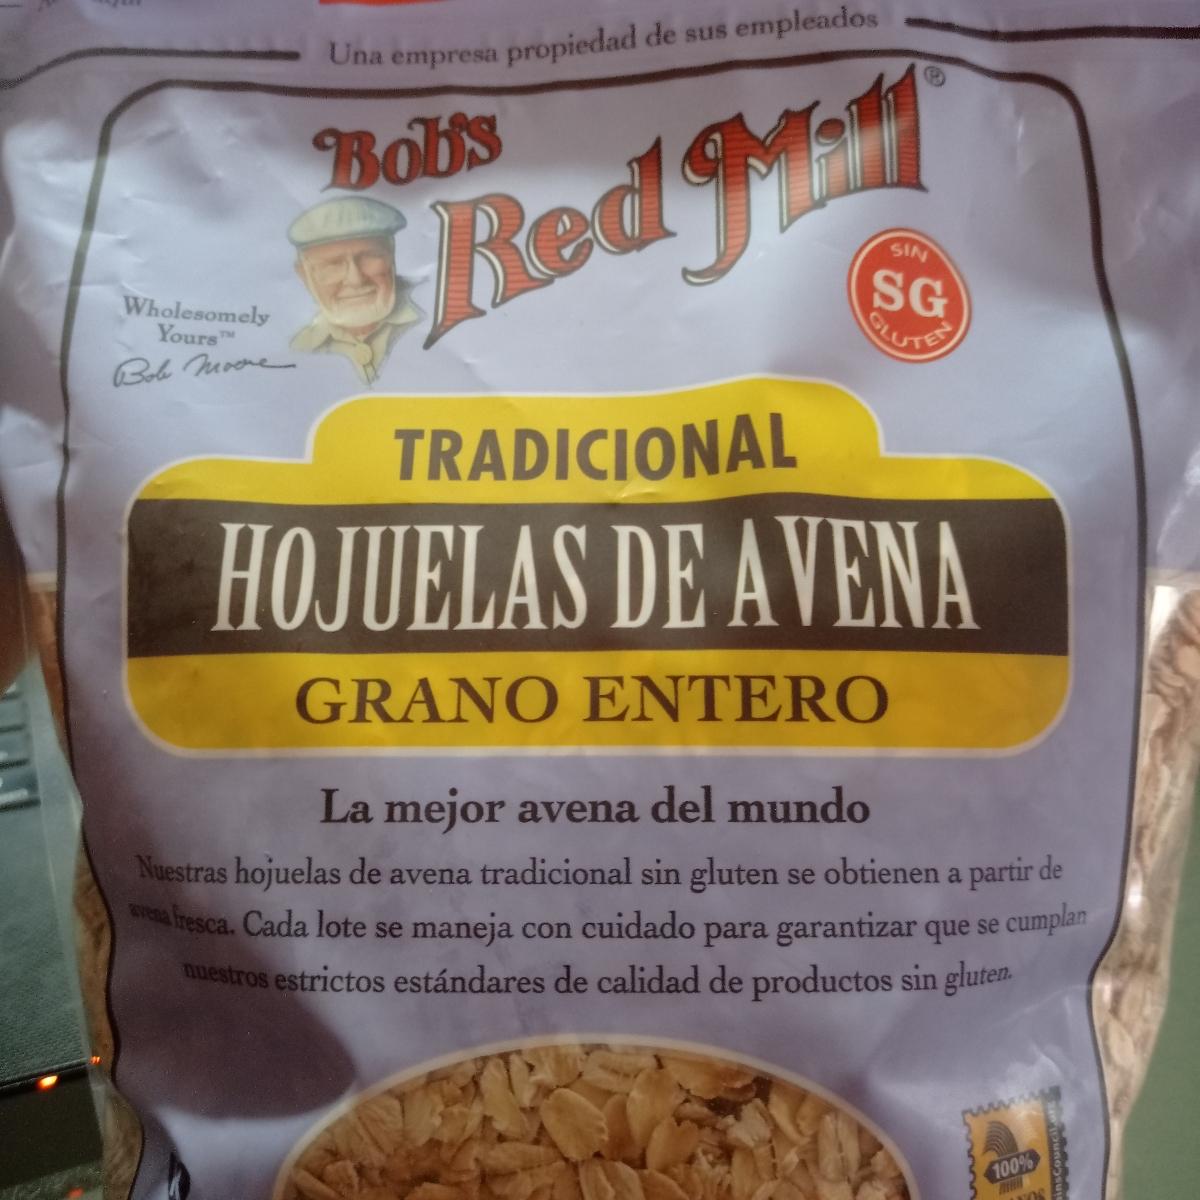 Una empresa propiedad de sus empleados
Bob's
Red Mill®
SIN
SG
GLUTEN
Wholesomely
Yours™
Bob Moore
TRADICIONAL
HOJUELAS DE AVENA
GRANO ENTERO
La mejor avena del mundo
Nuestras hojuelas de avena tradicional sin gluten se obtienen a partir de
avena fresca. Cada lote se maneja con cuidado para garantizar que se cumplan
nuestros estrictos estándares de calidad de productos sin gluten.
100%